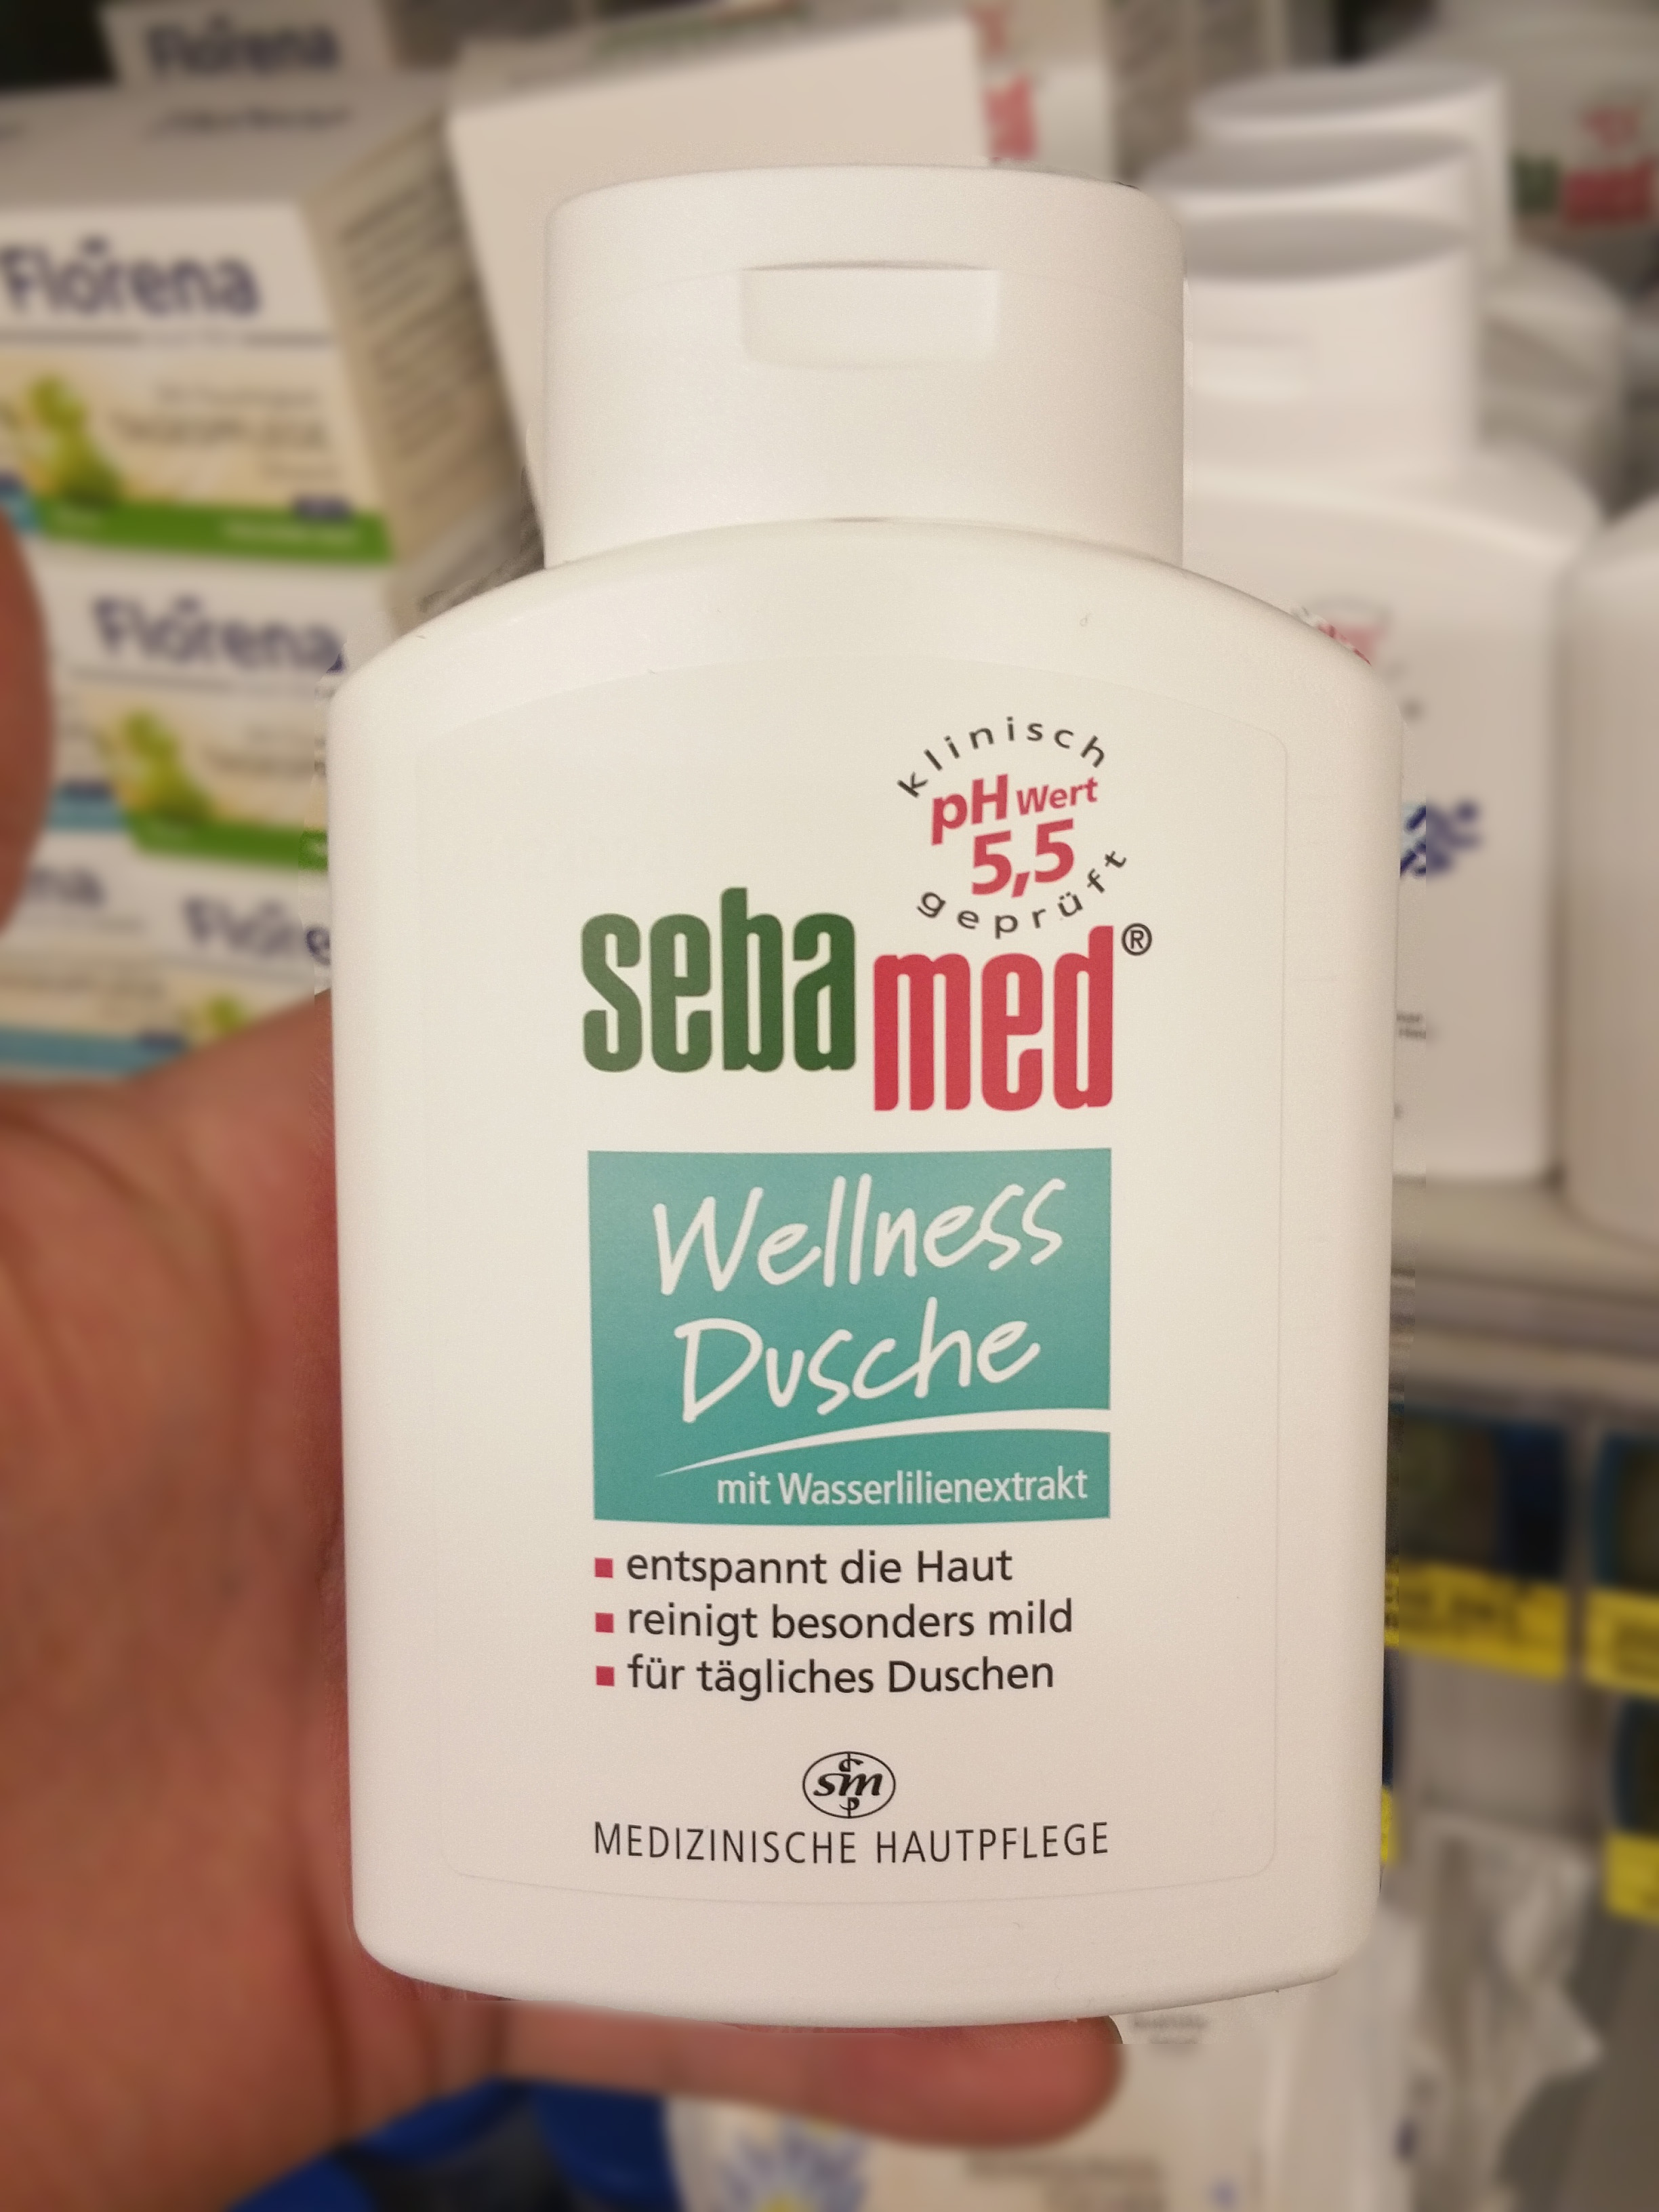 Florena
Florena
Florena
klinisch
pH Wert
5,5
geprüft
sebamed®
Wellness
Dusche
mit Wasserlilienextrakt
entspannt die Haut
reinigt besonders mild
für tägliches Duschen
sm
MEDIZINISCHE HAUTPFLEGE